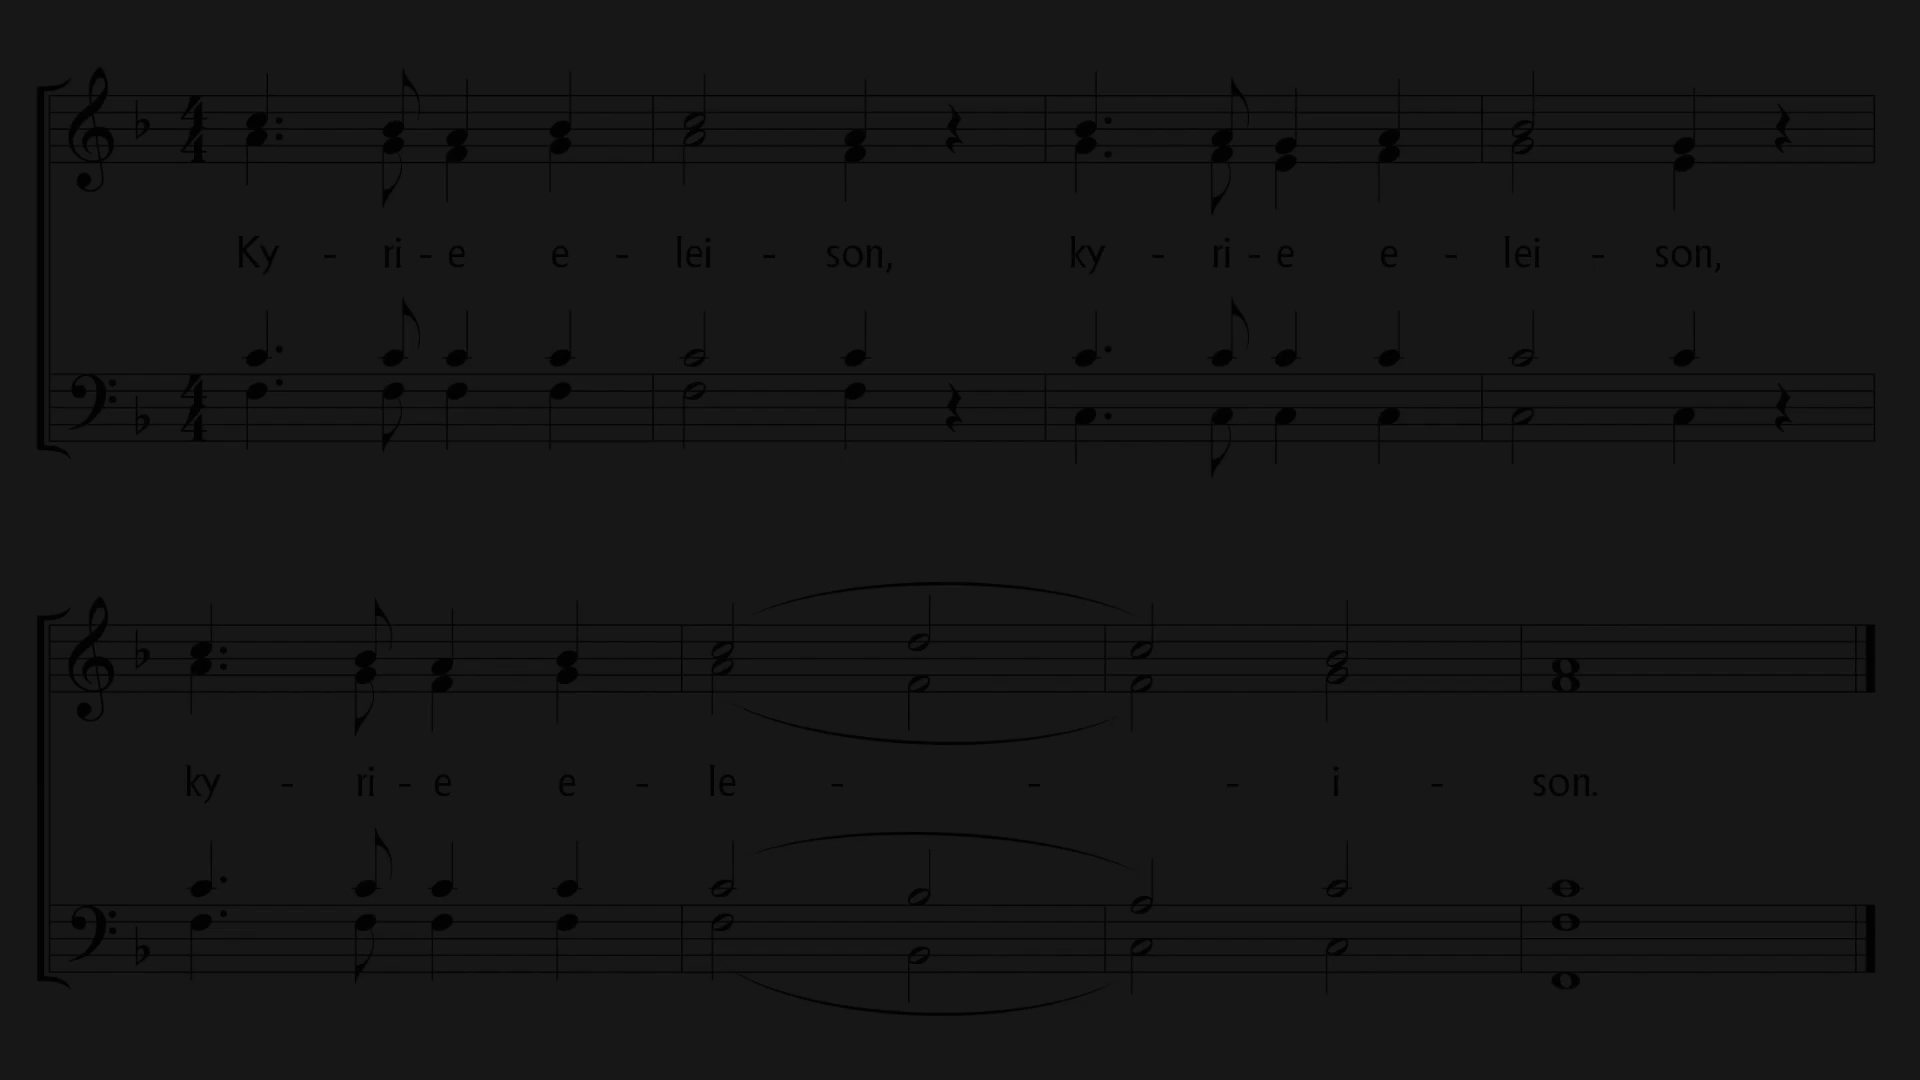 Ky - ri - e e - lei - son, ky - ri - e e - lei - son,
ky - ri - e e - le - - - i - son.